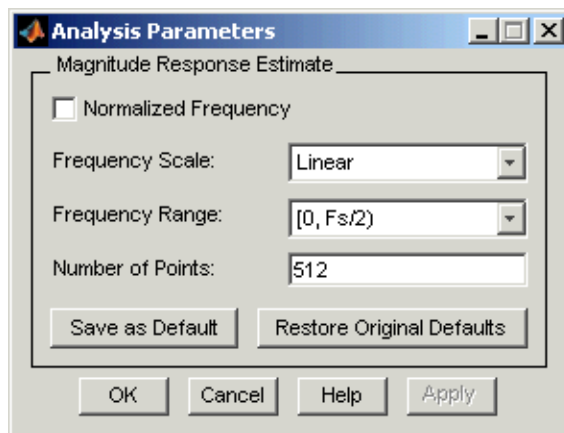 Analysis Parameters
Magnitude Response Estimate
Normalized Frequency
Frequency Scale: Linear
Frequency Range: [0, Fs/2)
Number of Points: 512
Save as Default Restore Original Defaults
OK Cancel Help Apply